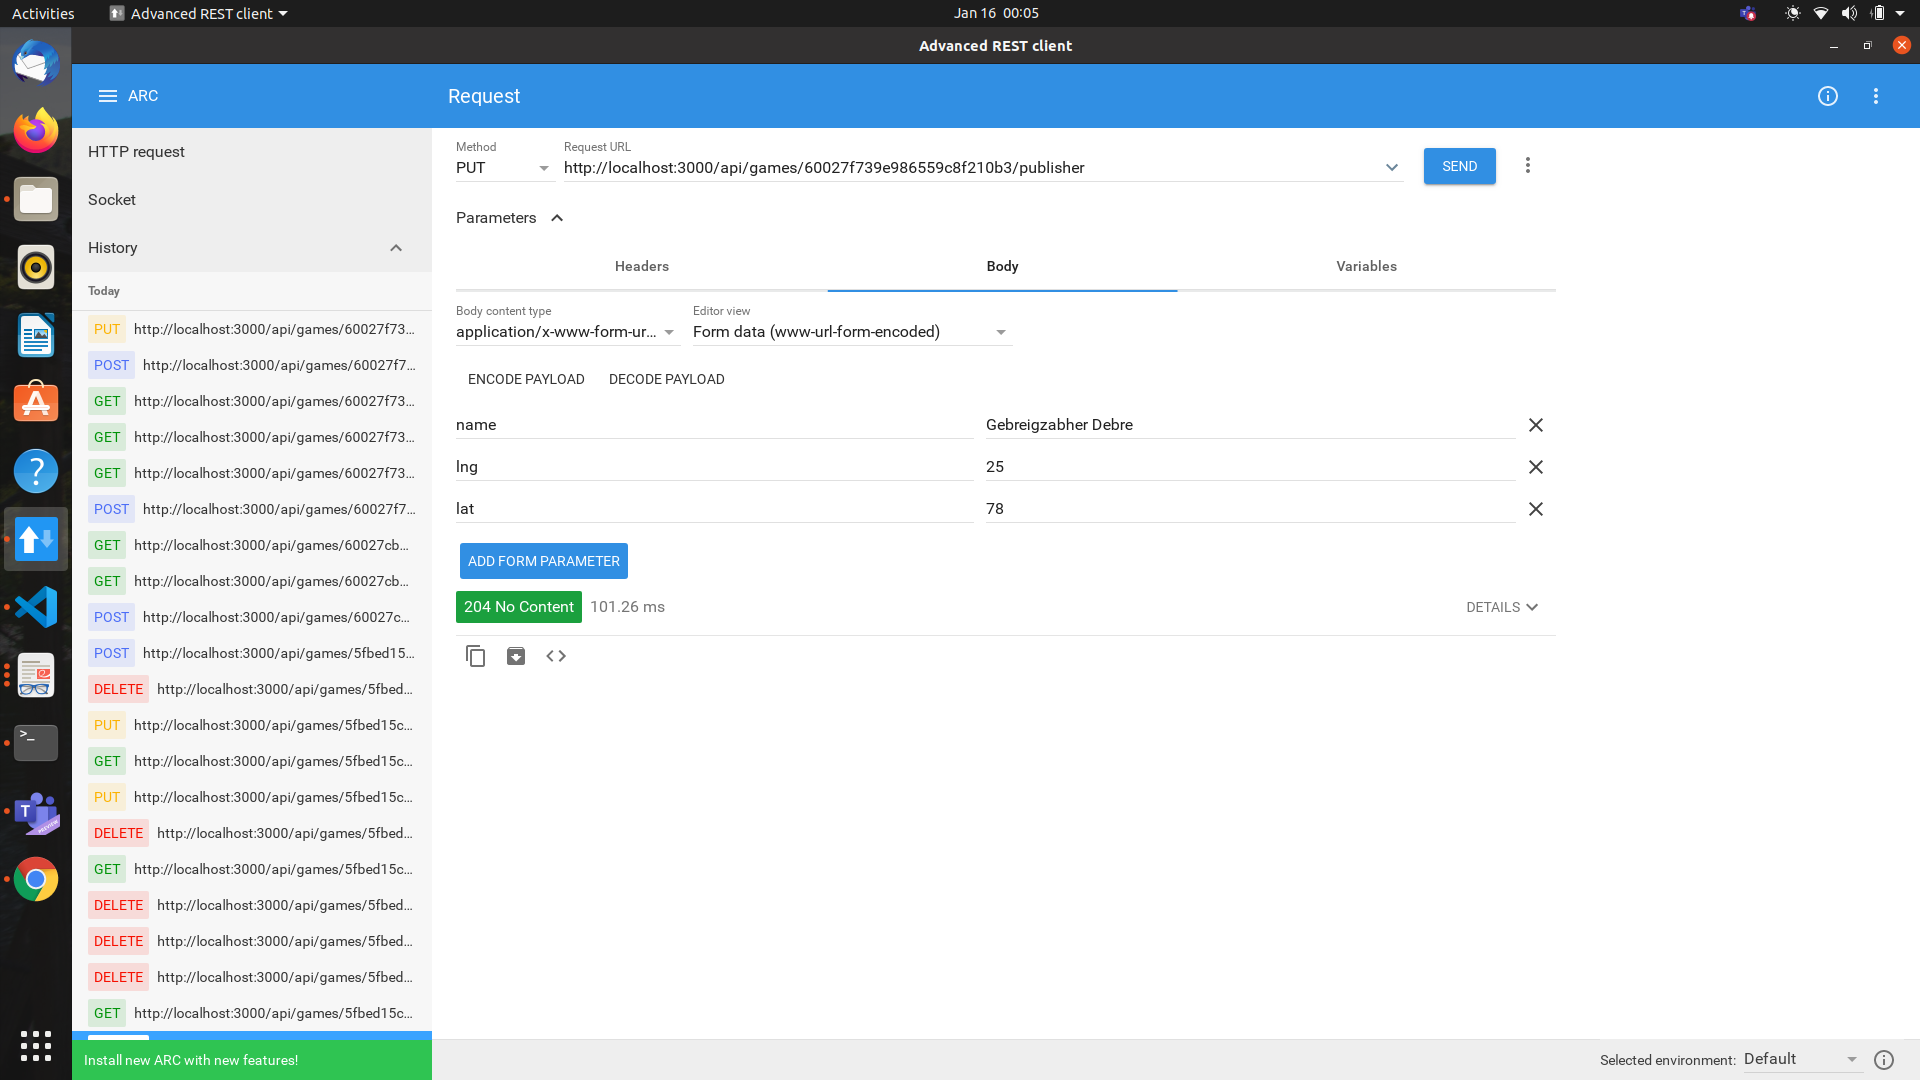 Activities
Advanced REST client
Jan 16 00:05
Advanced REST client
ARC
Request
HTTP request
Socket
History
Today
PUT http://localhost:3000/api/games/60027f73...
POST http://localhost:3000/api/games/60027f7...
GET http://localhost:3000/api/games/60027f73...
GET http://localhost:3000/api/games/60027f73...
GET http://localhost:3000/api/games/60027f73...
POST http://localhost:3000/api/games/60027f7...
GET http://localhost:3000/api/games/60027cb...
GET http://localhost:3000/api/games/60027cb...
POST http://localhost:3000/api/games/60027c...
POST http://localhost:3000/api/games/5fbed15...
DELETE http://localhost:3000/api/games/5fbed...
PUT http://localhost:3000/api/games/5fbed15c...
GET http://localhost:3000/api/games/5fbed15c...
PUT http://localhost:3000/api/games/5fbed15c...
DELETE http://localhost:3000/api/games/5fbed...
GET http://localhost:3000/api/games/5fbed15c...
DELETE http://localhost:3000/api/games/5fbed...
DELETE http://localhost:3000/api/games/5fbed...
DELETE http://localhost:3000/api/games/5fbed...
GET http://localhost:3000/api/games/5fbed15c...
Install new ARC with new features!
Method
PUT
Request URL
http://localhost:3000/api/games/60027f739e986559c8f210b3/publisher
SEND
Parameters
Headers
Body
Variables
Body content type
application/x-www-form-ur...
Editor view
Form data (www-url-form-encoded)
ENCODE PAYLOAD
DECODE PAYLOAD
name Gebreigzabher Debre
lng 25
lat 78
ADD FORM PARAMETER
204 No Content 101.26 ms
DETAILS
Selected environment: Default